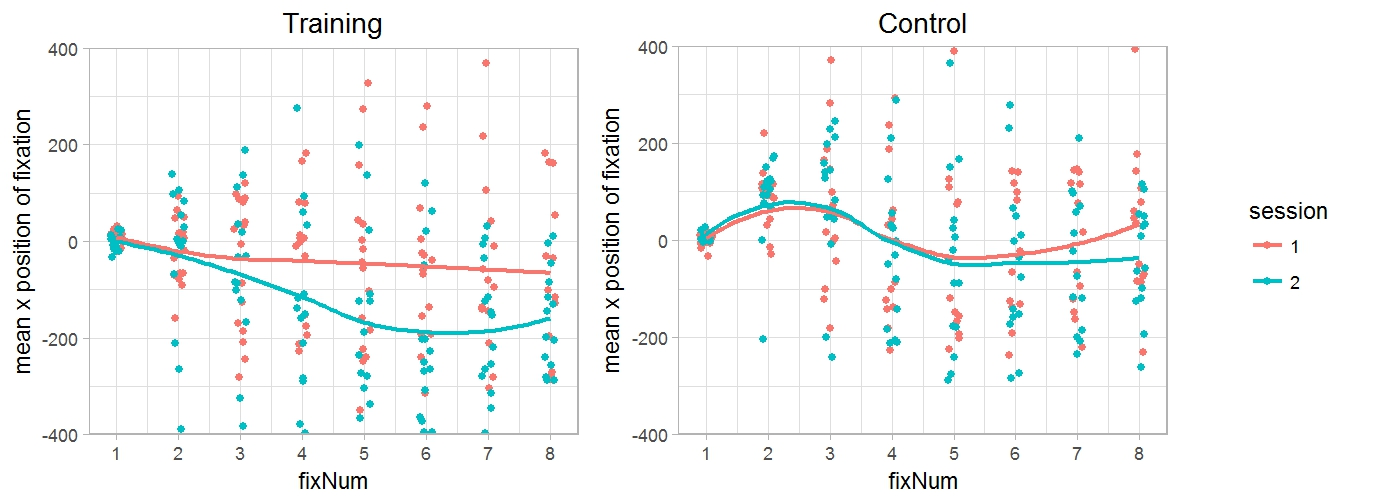 Training
400
200
0
-200
-400
mean x position of fixation
1 2 3 4 5 6 7 8
fixNum
Control
400
200
0
-200
-400
mean x position of fixation
1 2 3 4 5 6 7 8
fixNum
session
1
2